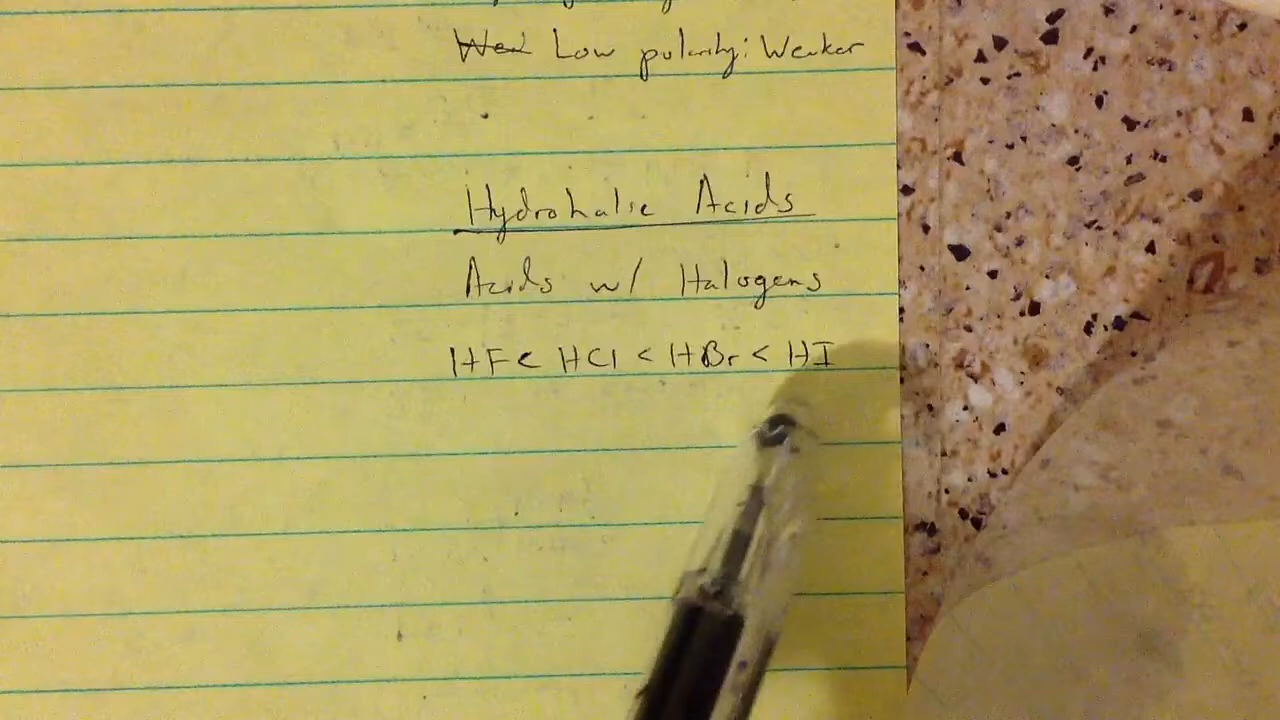 Low polarity: Weaker
Hydrohalic Acids
Acids w/ Halogens
HF < HCl < HBr < HI